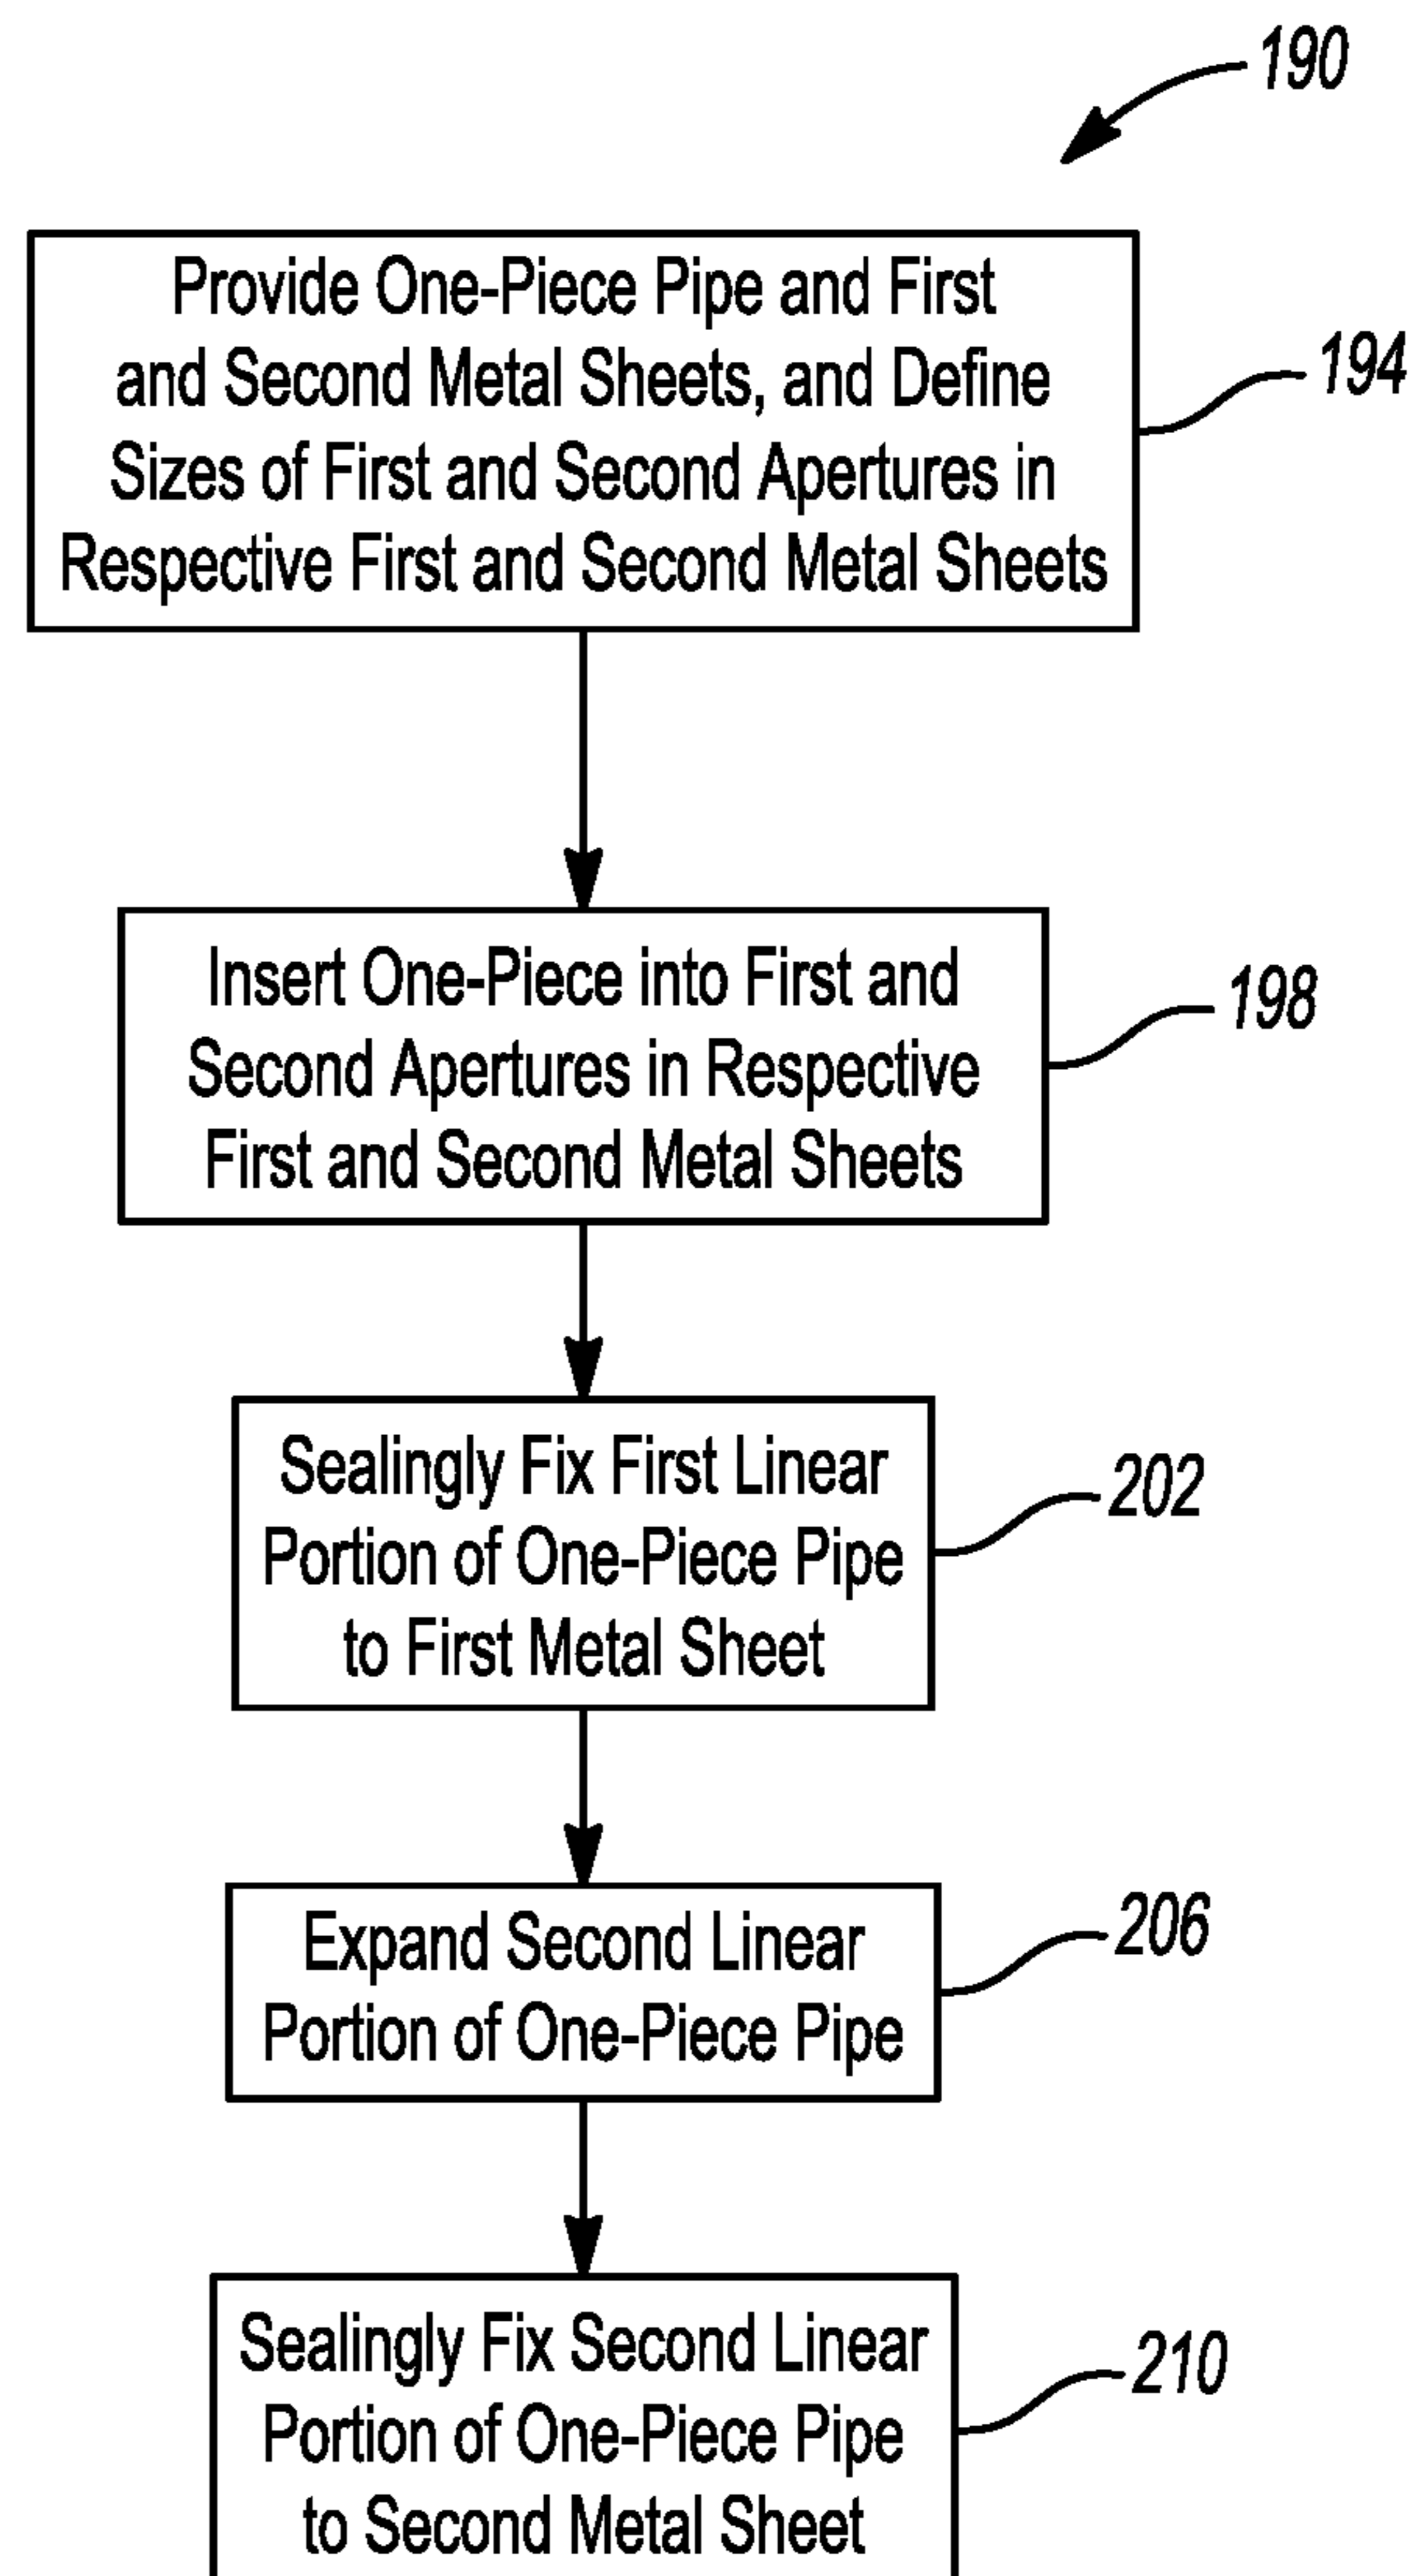 190
Provide One-Piece Pipe and First
and Second Metal Sheets, and Define
Sizes of First and Second Apertures in
Respective First and Second Metal Sheets
194
Insert One-Piece into First and
Second Apertures in Respective
First and Second Metal Sheets
198
Sealingly Fix First Linear
Portion of One-Piece Pipe
to First Metal Sheet
202
Expand Second Linear
Portion of One-Piece Pipe
206
Sealingly Fix Second Linear
Portion of One-Piece Pipe
to Second Metal Sheet
210